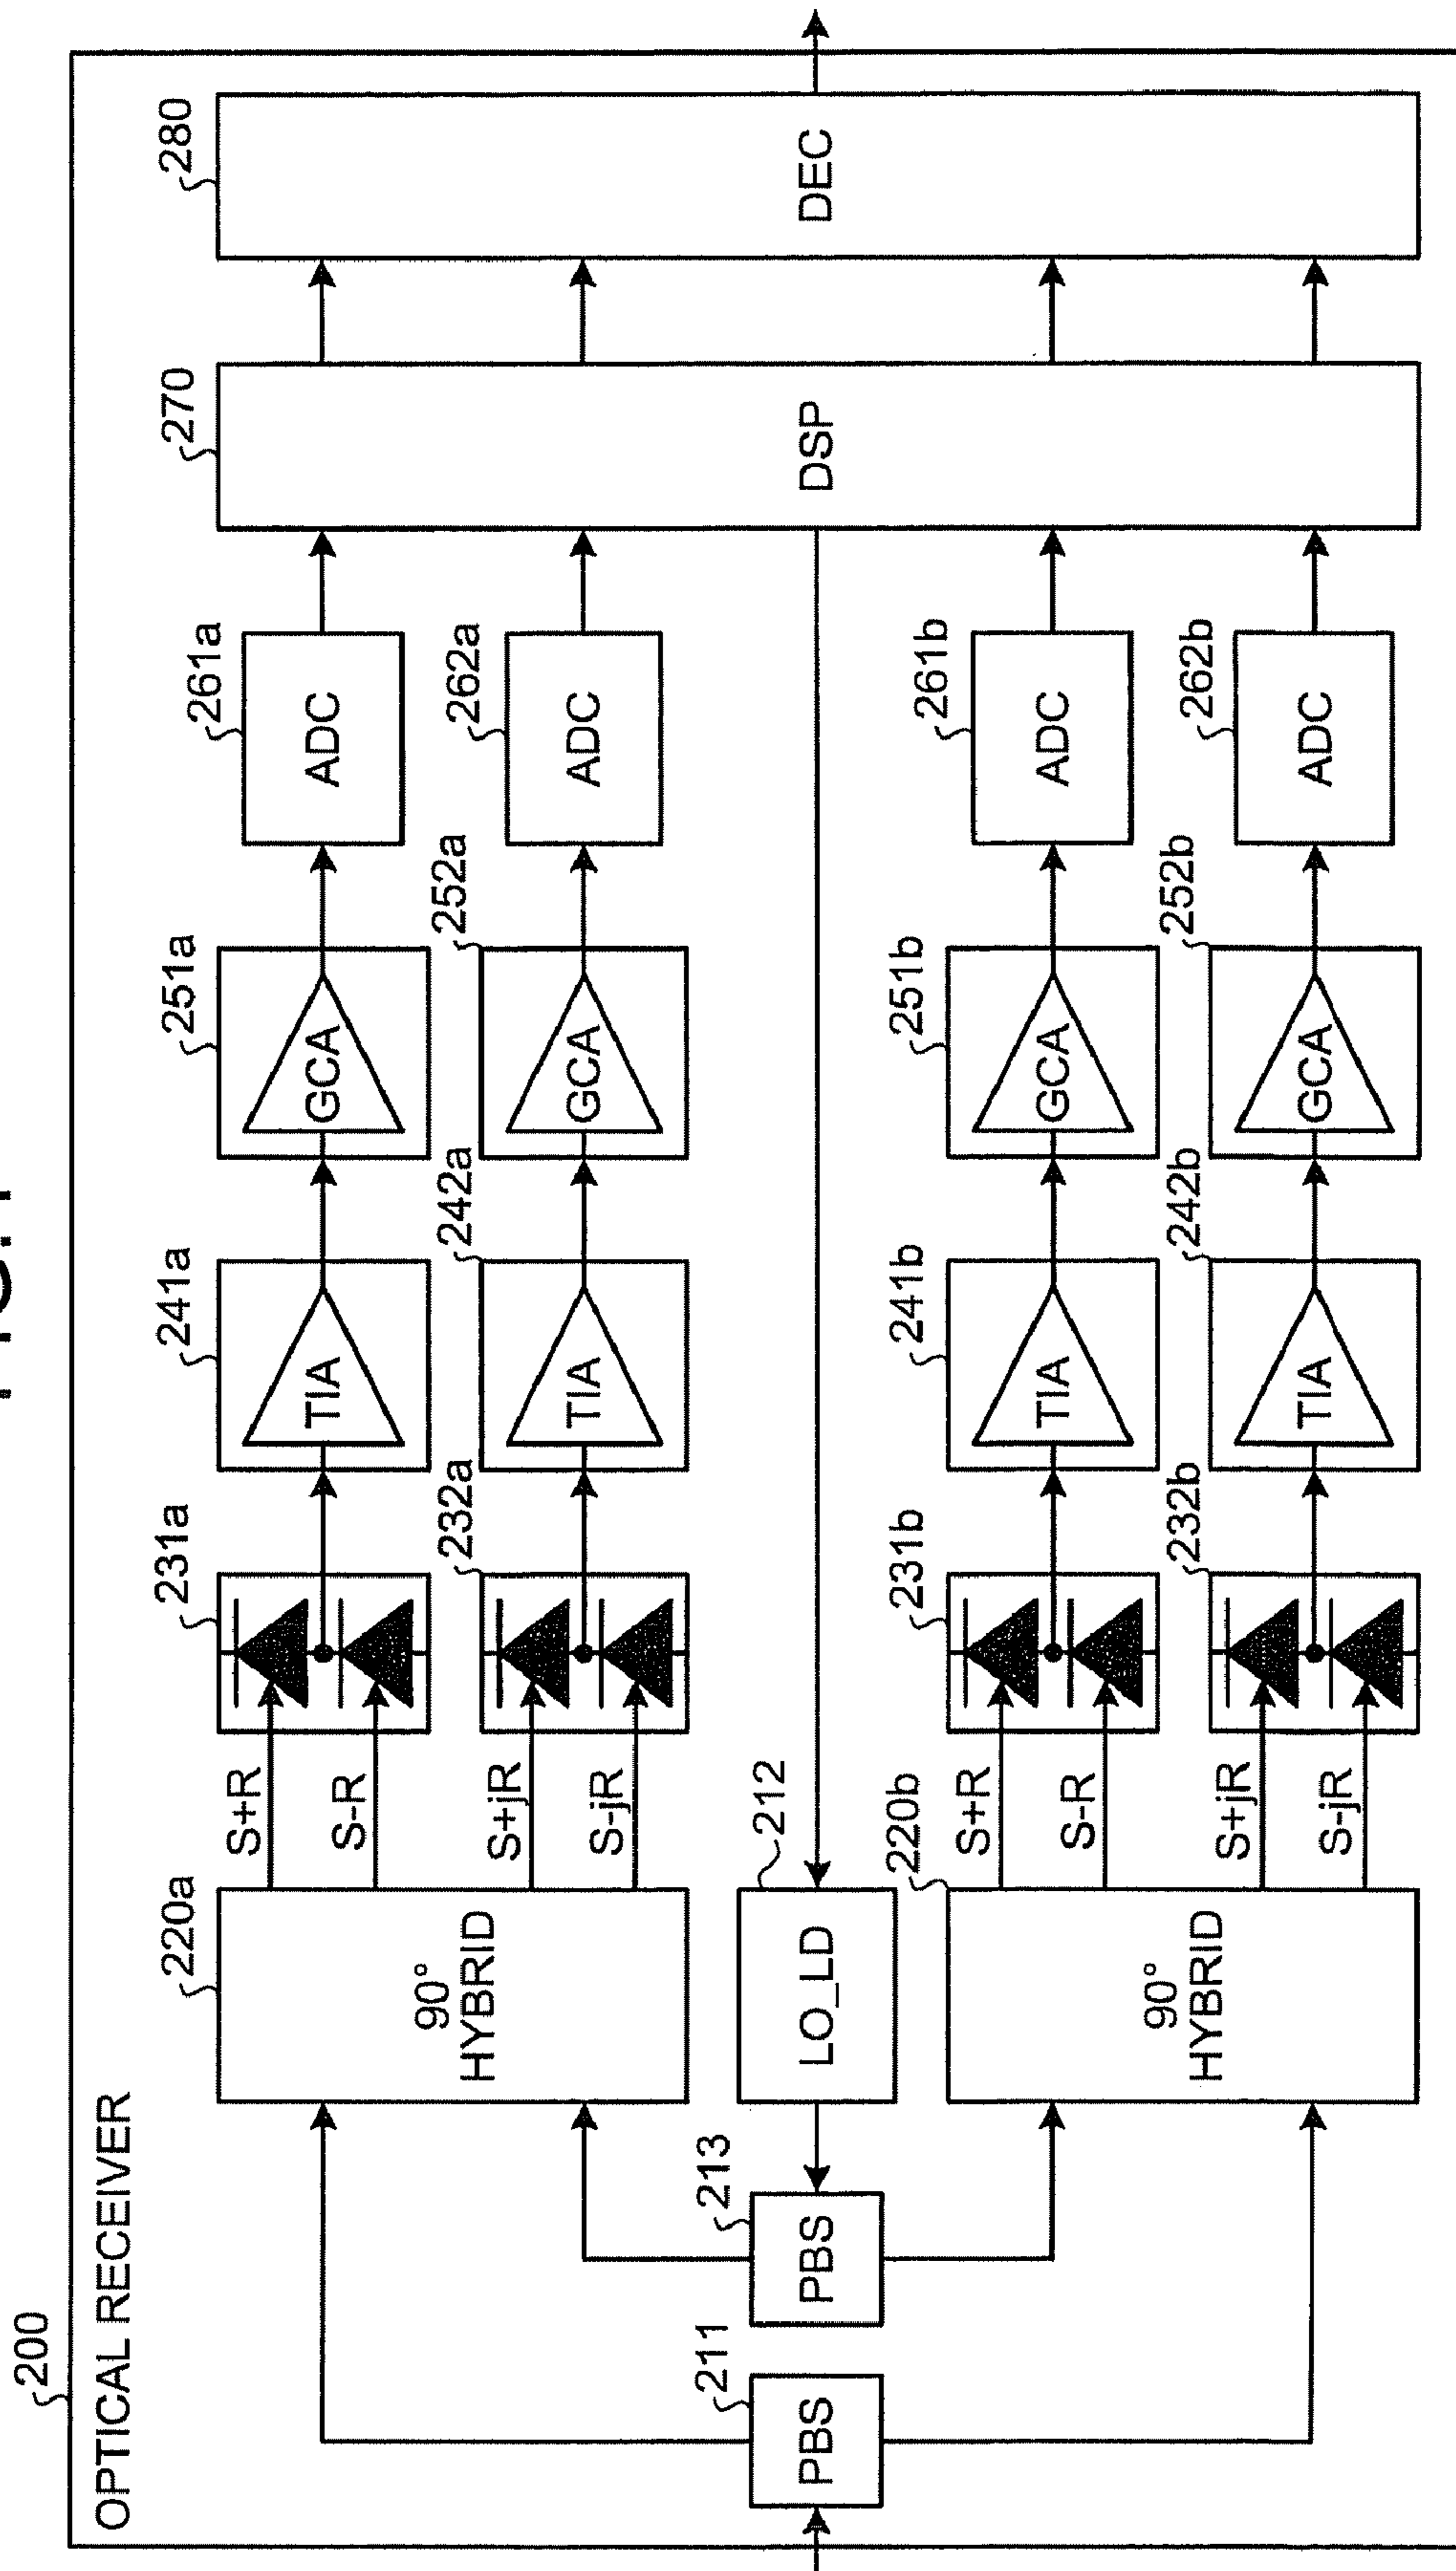 200
OPTICAL RECEIVER
220a
231a
241a
251a
261a
270
280
S+R
TIA
GCA
ADC
S-R
90°
HYBRID
232a
242a
252a
262a
S+jR
TIA
GCA
ADC
S-jR
211
213
212
PBS
PBS
LO_LD
DSP
DEC
220b
231b
241b
251b
261b
S+R
TIA
GCA
ADC
S-R
90°
HYBRID
232b
242b
252b
262b
S+jR
TIA
GCA
ADC
S-jR